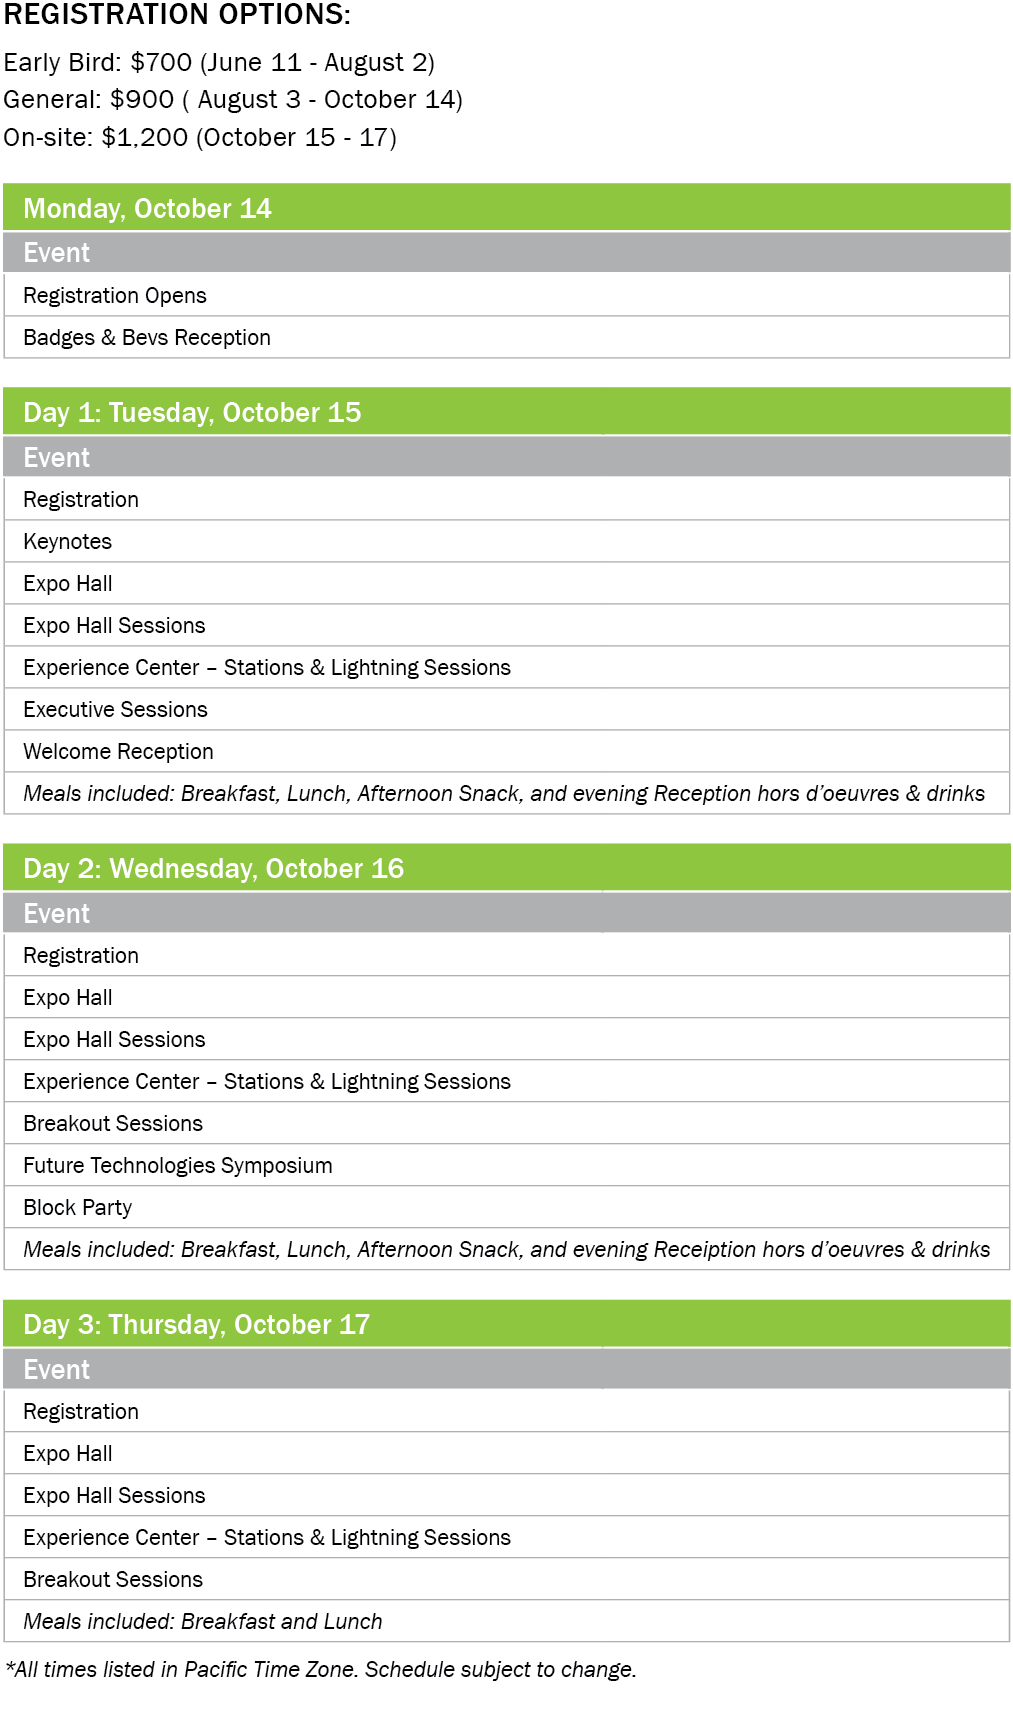 REGISTRATION OPTIONS:
Early Bird: $700 (June 11 - August 2)
General: $900 ( August 3 - October 14)
On-site: $1,200 (October 15 - 17)
Monday, October 14
Event
Registration Opens
Badges & Bevs Reception
Day 1: Tuesday, October 15
Event
Registration
Keynotes
Expo Hall
Expo Hall Sessions
Experience Center – Stations & Lightning Sessions
Executive Sessions
Welcome Reception
Meals included: Breakfast, Lunch, Afternoon Snack, and evening Reception hors d’oeuvres & drinks
Day 2: Wednesday, October 16
Event
Registration
Expo Hall
Expo Hall Sessions
Experience Center – Stations & Lightning Sessions
Breakout Sessions
Future Technologies Symposium
Block Party
Meals included: Breakfast, Lunch, Afternoon Snack, and evening Receiption hors d’oeuvres & drinks
Day 3: Thursday, October 17
Event
Registration
Expo Hall
Expo Hall Sessions
Experience Center – Stations & Lightning Sessions
Breakout Sessions
Meals included: Breakfast and Lunch
*All times listed in Pacific Time Zone. Schedule subject to change.